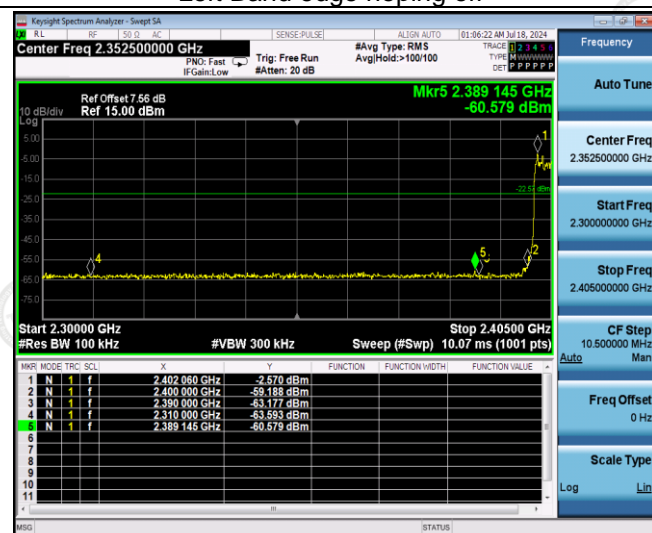 Left Band edge hoping off
Keysight Spectrum Analyzer - Swept SA
RL RF 50 Ω AC SENSE:PULSE ALIGN AUTO 01:06:22 AM Jul 18, 2024
Center Freq 2.352500000 GHz
PNO: Fast
IFGain:Low
Trig: Free Run
#Atten: 20 dB
#Avg Type: RMS
Avg|Hold:>100/100
TRACE 1 2 3 4 5 6
TYPE MWWWWW
DET P P P P P P
Ref Offset 7.56 dB
10 dB/div Ref 15.00 dBm
Log
Mkr5 2.389 145 GHz
-60.579 dBm
5.00
-5.00
-15.0
-25.0
-35.0
-45.0
-55.0
-65.0
-75.0
1
-22.57 dBm
4
5
2
Start 2.30000 GHz Stop 2.40500 GHz
#Res BW 100 kHz #VBW 300 kHz Sweep (#Swp) 10.07 ms (1001 pts)
MKR MODE TRC SCL X Y FUNCTION FUNCTION WIDTH FUNCTION VALUE
1 N 1 f 2.402 060 GHz -2.570 dBm
2 N 1 f 2.400 000 GHz -59.188 dBm
3 N 1 f 2.390 000 GHz -63.177 dBm
4 N 1 f 2.310 000 GHz -63.593 dBm
5 N 1 f 2.389 145 GHz -60.579 dBm
6
7
8
9
10
11
MSG STATUS
Frequency
Auto Tune
Center Freq
2.352500000 GHz
Start Freq
2.300000000 GHz
Stop Freq
2.405000000 GHz
CF Step
10.500000 MHz
Auto Man
Freq Offset
0 Hz
Scale Type
Log Lin